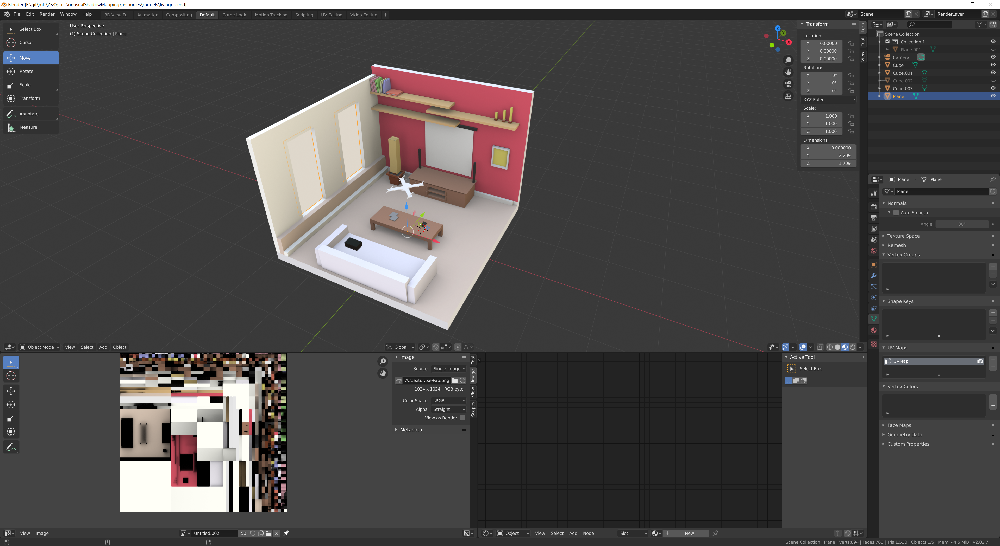 Blender [F:\git\mff\ZS3\C++\unusualShadowMapping\resources\models\livingr.blend]
File Edit Render Window Help
3D View Full Animation Compositing Default Game Logic Motion Tracking Scripting UV Editing Video Editing
Scene
RenderLayer
Select Box
Cursor
Move
Rotate
Scale
Transform
Annotate
Measure
User Perspective
(1) Scene Collection | Plane
Z
Y
X
Transform
Location:
X 0.00000
Y 0.00000
Z 0.00000
Rotation:
X 0°
Y 0°
Z 0°
XYZ Euler
Scale:
X 1.000
Y 1.000
Z 1.000
Dimensions:
X 0.000000
Y 2.209
Z 1.709
Item
Tool
View
Scene Collection
Collection 1
Plane.001
Camera
Cube
Cube.001
Cube.002
Cube.003
Plane
Plane Plane
Plane
Normals
Auto Smooth
Angle 30°
Texture Space
Remesh
Vertex Groups
Shape Keys
UV Maps
UVMap
Vertex Colors
Face Maps
Geometry Data
Custom Properties
Object Mode View Select Add Object
Global
Image
Source Single Image
//..\textur..se+ao.png
1024 x 1024, RGB byte
Color Space sRGB
Alpha Straight
View as Render
Metadata
Tool
Image
View
Scopes
Active Tool
Select Box
View Image
Untitled.002 50
Object View Select Add Node
Slot
New
Scene Collection | Plane | Verts:894 | Faces:763 | Tris:1,530 | Objects:1/5 | Mem: 44.5 MiB | v2.82.7